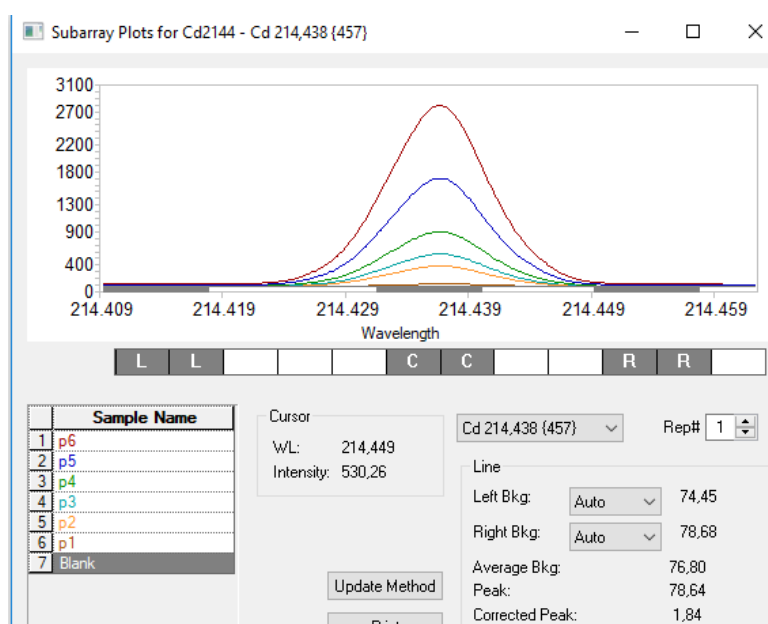 Subarray Plots for Cd2144 - Cd 214,438 {457}
3100
2700
2200
1800
1300
900
400
0
214.409 214.419 214.429 214.439 214.449 214.459
Wavelength
L L C C R R
Sample Name
1 p6
2 p5
3 p4
4 p3
5 p2
6 p1
7 Blank
Cursor
WL: 214,449
Intensity: 530,26
Update Method
Cd 214,438 {457} Rep# 1
Line
Left Bkg: Auto 74,45
Right Bkg: Auto 78,68
Average Bkg: 76,80
Peak: 78,64
Corrected Peak: 1,84